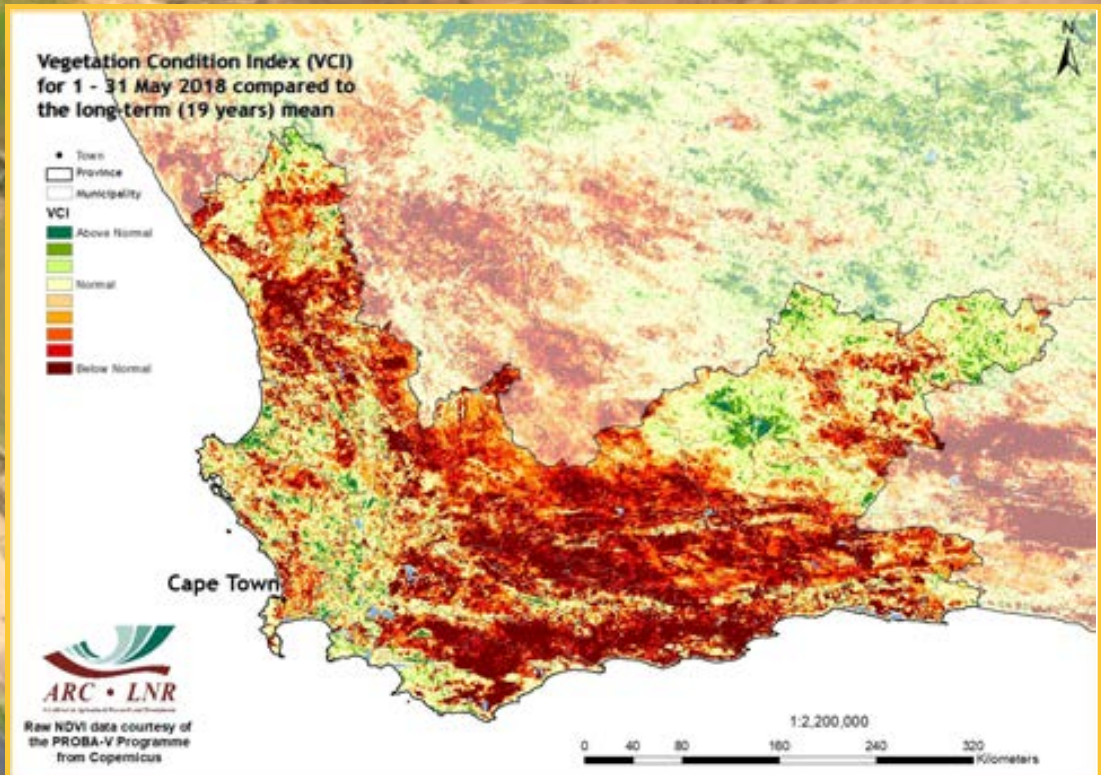 Vegetation Condition Index (VCI)
for 1 - 31 May 2018 compared to
the long-term (19 years) mean
N
Town
Province
Municipality
VCI
Above Normal
Normal
Below Normal
Cape Town
ARC • LNR
Raw NDVI data courtesy of
the PROBA-V Programme
from Copernicus
1:2,200,000
0 40 80 160 240 320
Kilometers